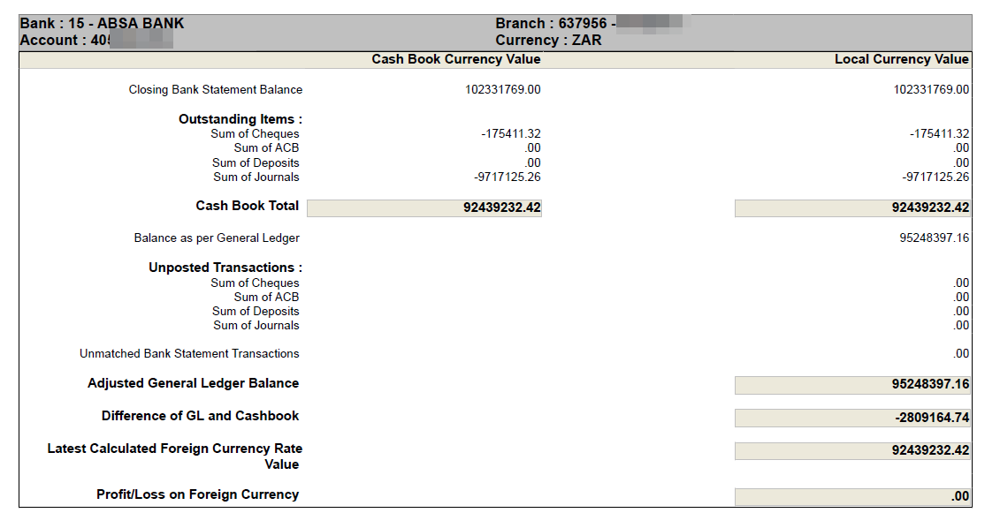 Bank : 15 - ABSA BANK Branch : 637956 -
Account : 40 Currency : ZAR
Cash Book Currency Value Local Currency Value
Closing Bank Statement Balance 102331769.00 102331769.00
Outstanding Items :
Sum of Cheques -175411.32 -175411.32
Sum of ACB .00 .00
Sum of Deposits .00 .00
Sum of Journals -9717125.26 -9717125.26
Cash Book Total 92439232.42 92439232.42
Balance as per General Ledger 95248397.16
Unposted Transactions :
Sum of Cheques .00
Sum of ACB .00
Sum of Deposits .00
Sum of Journals .00
Unmatched Bank Statement Transactions .00
Adjusted General Ledger Balance 95248397.16
Difference of GL and Cashbook -2809164.74
Latest Calculated Foreign Currency Rate 92439232.42
Value
Profit/Loss on Foreign Currency .00